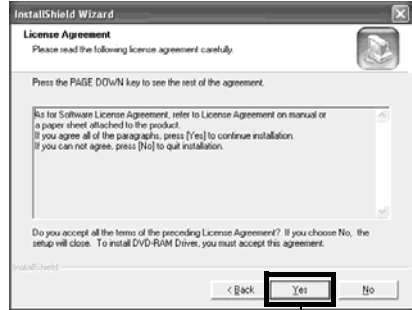 InstallShield Wizard
License Agreement
Please read the following license agreement carefully.
Press the PAGE DOWN key to see the rest of the agreement.
As for Software License Agreement, refer to License Agreement on manual or
a paper sheet attached to the product.
If you agree all of the paragraphs, press [Yes] to continue installation.
If you can not agree, press [No] to quit installation.
Do you accept all the terms of the preceding License Agreement? If you choose No, the
setup will close. To install DVD-RAM Driver, you must accept this agreement.
InstallShield
< Back Yes No